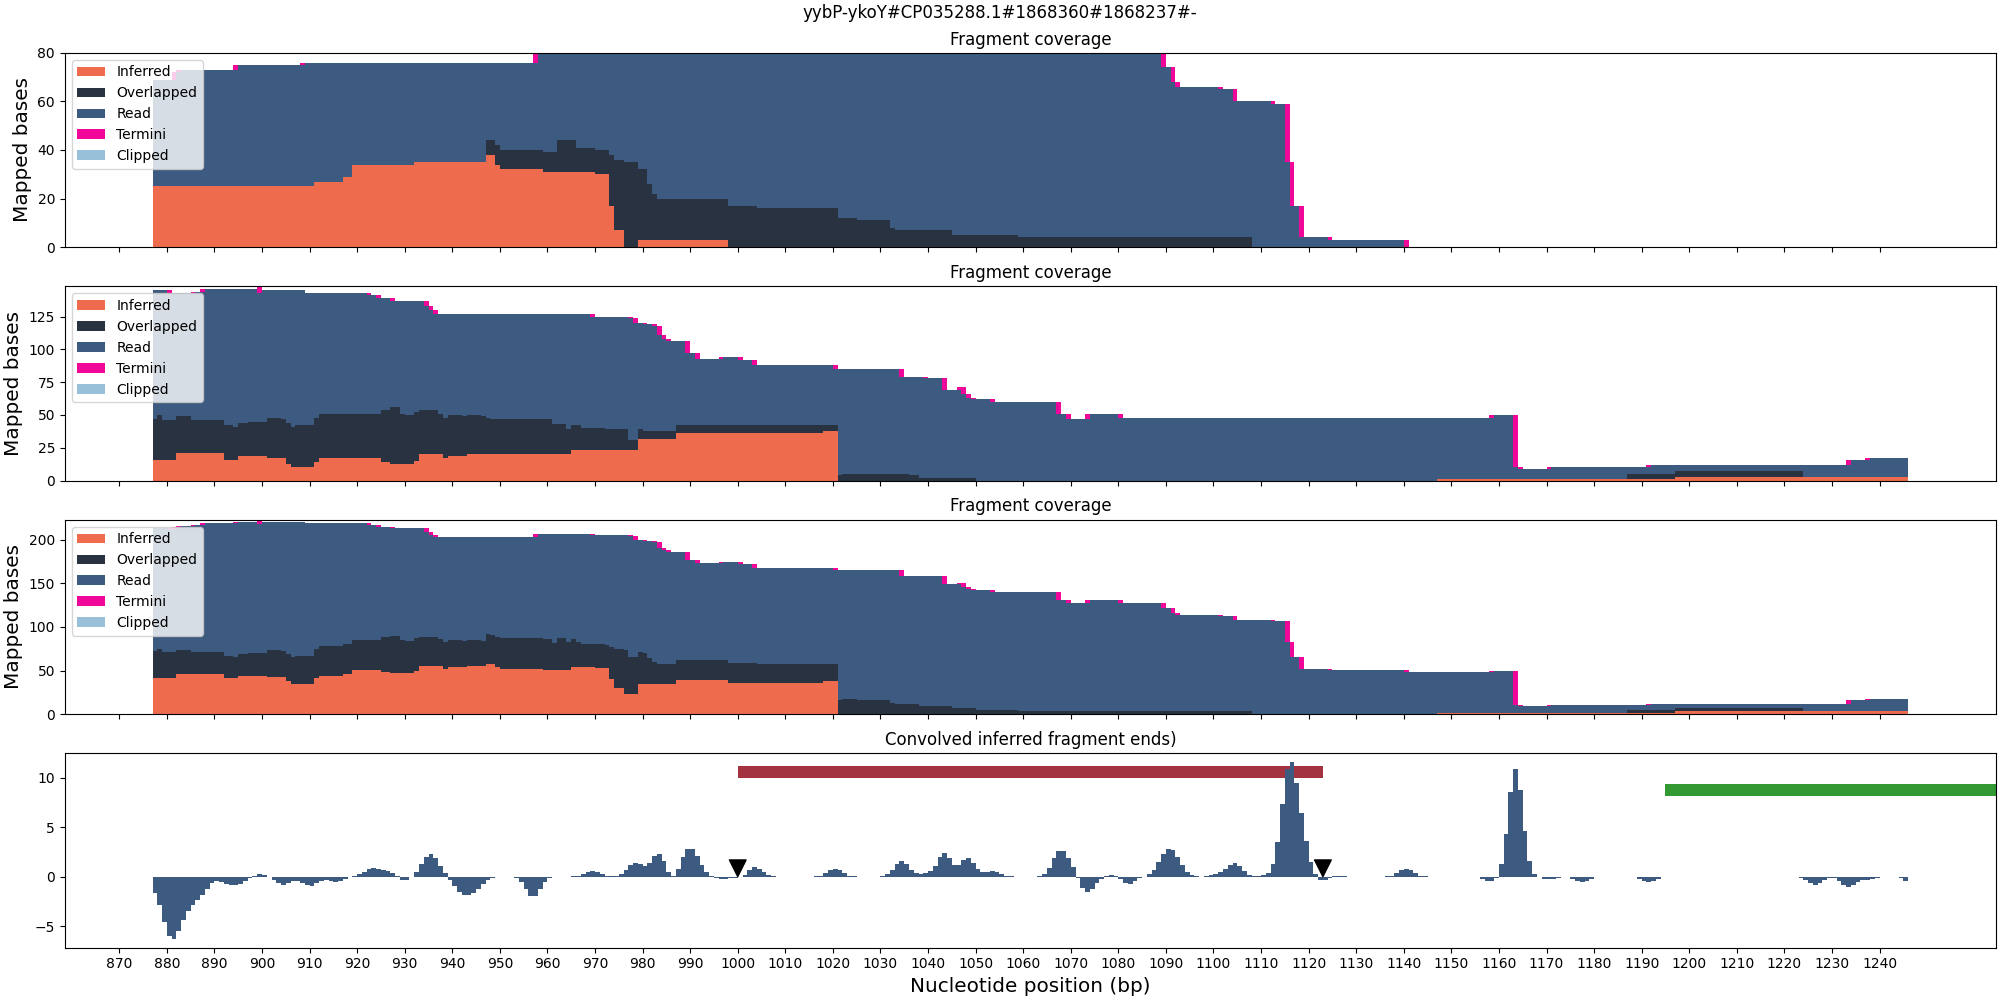 yybP-ykoY#CP035288.1#1868360#1868237#-
Fragment coverage
80
60
40
20
0
Mapped bases
Inferred
Overlapped
Read
Termini
Clipped
Fragment coverage
125
100
75
50
25
0
Mapped bases
Inferred
Overlapped
Read
Termini
Clipped
Fragment coverage
200
150
100
50
0
Mapped bases
Inferred
Overlapped
Read
Termini
Clipped
Convolved inferred fragment ends)
10
5
0
−5
870 880 890 900 910 920 930 940 950 960 970 980 990 1000 1010 1020 1030 1040 1050 1060 1070 1080 1090 1100 1110 1120 1130 1140 1150 1160 1170 1180 1190 1200 1210 1220 1230 1240
Nucleotide position (bp)